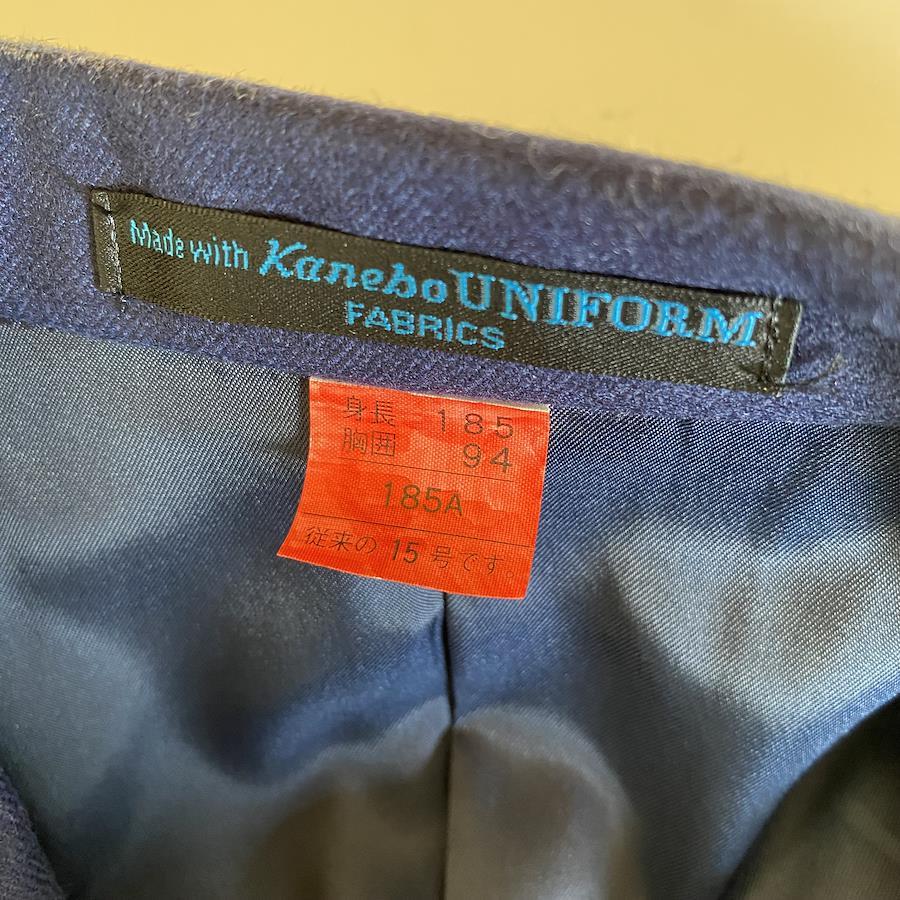 Made with Kanebo UNIFORM
FABRICS
身長 185
胸囲 94
185A
従来の 15 号です。